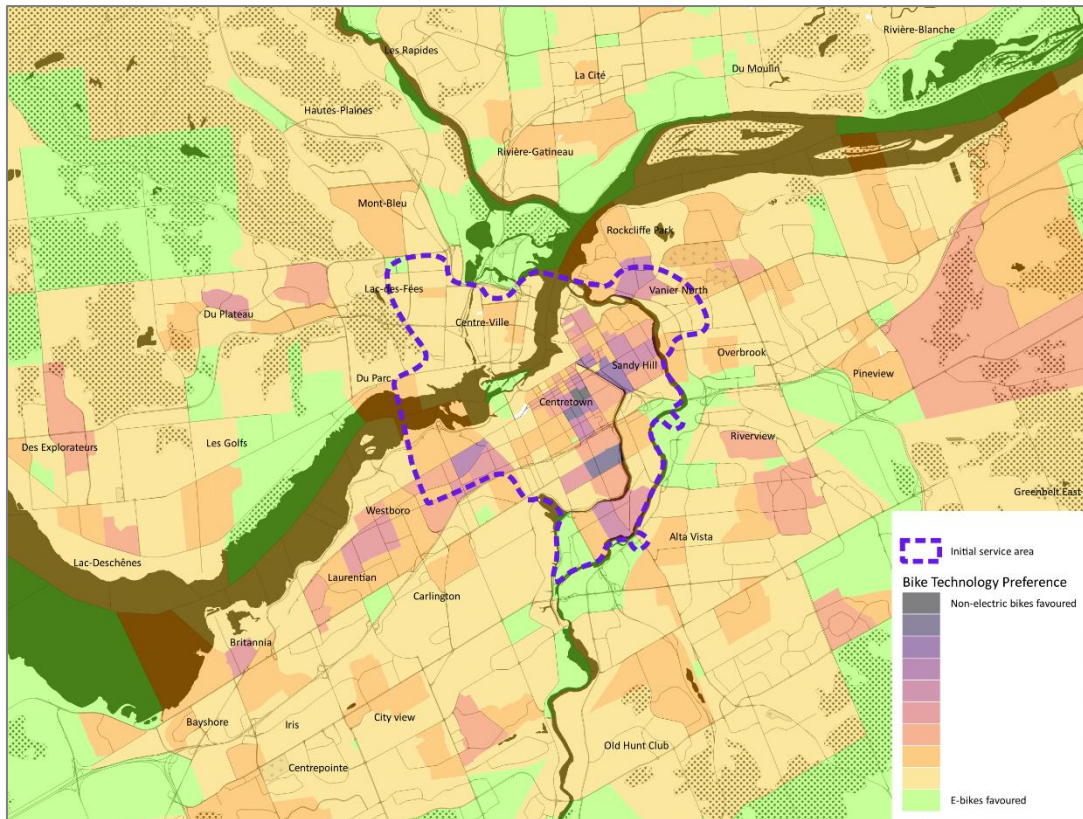 Rivière-Blanche
Les Rapides
La Cité
Du Moulin
Hautes-Plaines
Rivière-Gatineau
Mont-Bleu
Rockcliffe Park
Lac-des-Fées
Vanier North
Du Plateau
Centre-Ville
Overbrook
Sandy Hill
Du Parc
Pineview
Centretown
Des Explorateurs
Les Golfs
Riverview
Greenbelt East
Westboro
Alta Vista
Lac-Deschênes
Laurentian
Carlington
Britannia
Bayshore
Iris
City view
Old Hunt Club
Centrepointe
Initial service area
Bike Technology Preference
Non-electric bikes favoured
E-bikes favoured